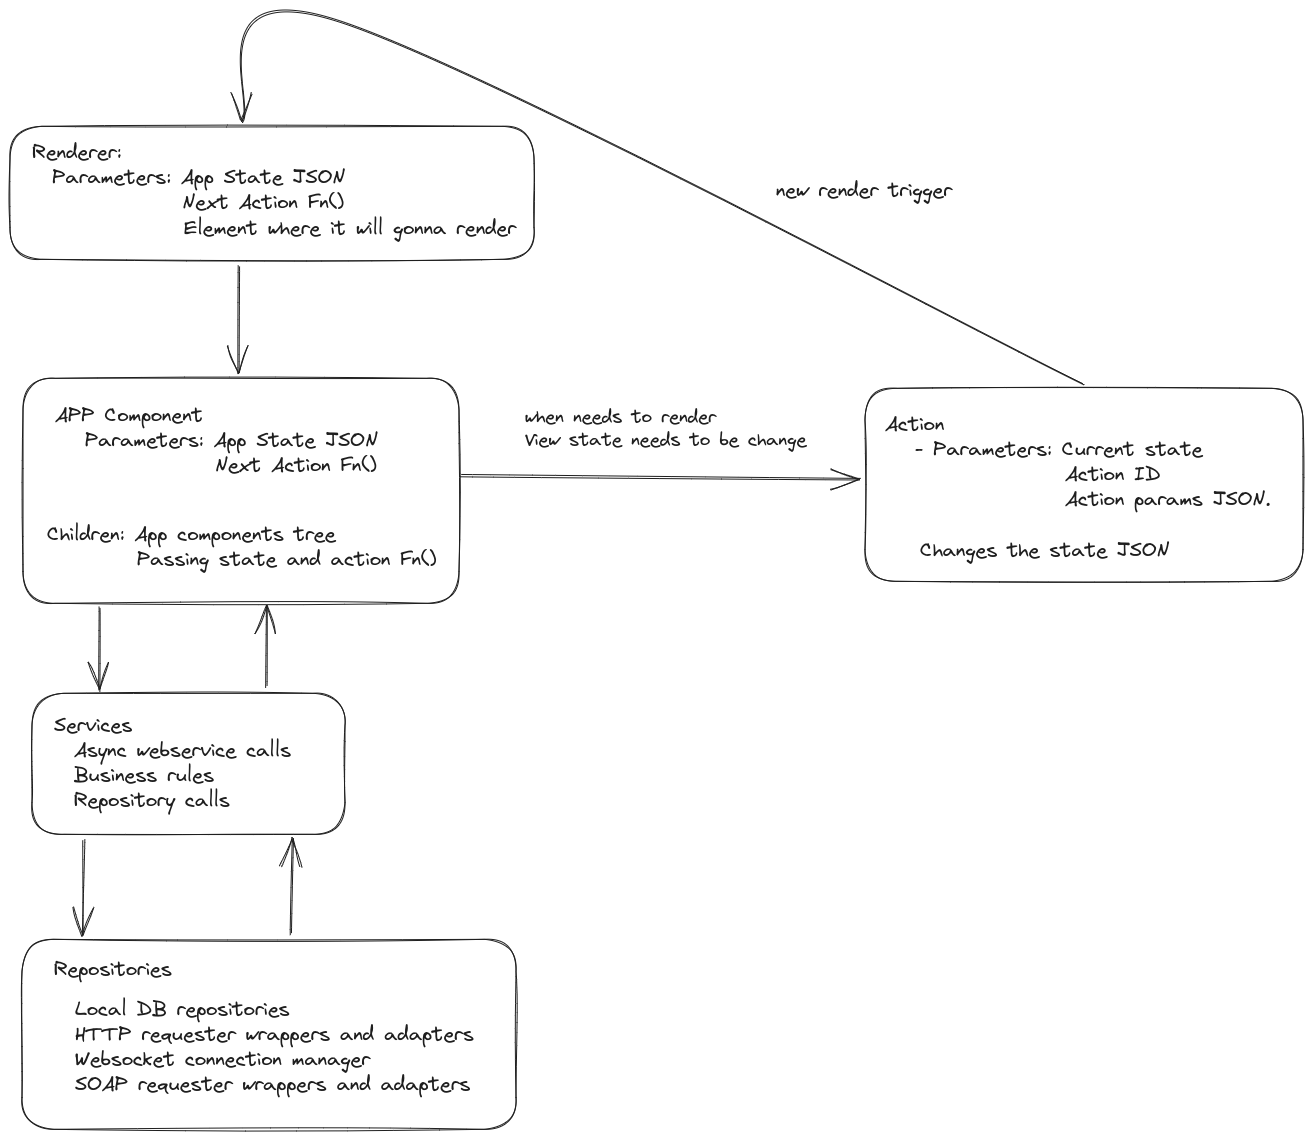 Renderer:
Parameters: App State JSON
Next Action Fn()
Element where it will gonna render
new render trigger
APP Component
Parameters: App State JSON
Next Action Fn()
Children: App components tree
Passing state and action Fn()
when needs to render
View state needs to be change
Action
- Parameters: Current state
Action ID
Action params JSON.
Changes the state JSON
Services
Async webservice calls
Business rules
Repository calls
Repositories
Local DB repositories
HTTP requester wrappers and adapters
Websocket connection manager
SOAP requester wrappers and adapters